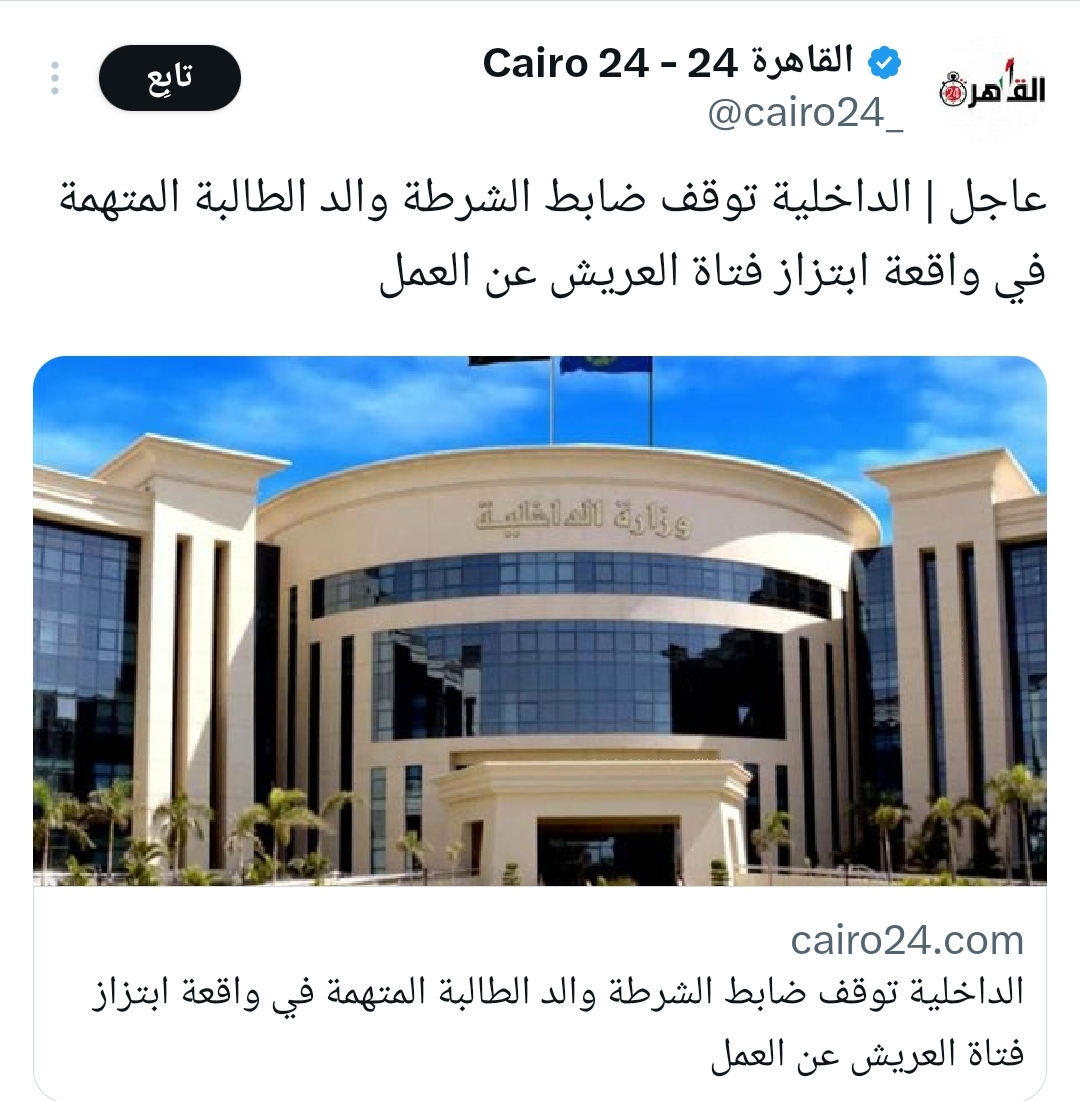 القاهرة 24 - Cairo 24
@cairo24_
تابِع
القاهرة 24
عاجل | الداخلية توقف ضابط الشرطة والد الطالبة المتهمة
في واقعة ابتزاز فتاة العريش عن العمل
وزارة الداخلية
cairo24.com
الداخلية توقف ضابط الشرطة والد الطالبة المتهمة في واقعة ابتزاز
فتاة العريش عن العمل